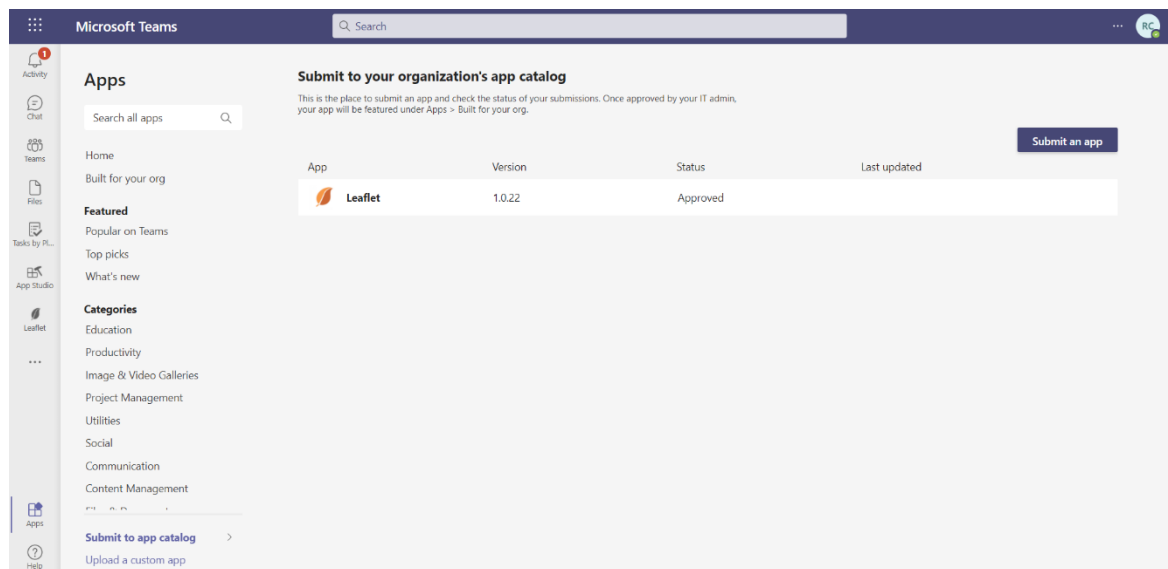 Microsoft Teams
Search
...
RC
1
Activity
Chat
Teams
Files
Tasks by Pl...
App Studio
Leaflet
...
Apps
Help
Apps
Search all apps
Home
Built for your org
Featured
Popular on Teams
Top picks
What's new
Categories
Education
Productivity
Image & Video Galleries
Project Management
Utilities
Social
Communication
Content Management
Submit to app catalog
Upload a custom app
Submit to your organization's app catalog
This is the place to submit an app and check the status of your submissions. Once approved by your IT admin,
your app will be featured under Apps > Built for your org.
Submit an app
App Version Status Last updated
Leaflet 1.0.22 Approved